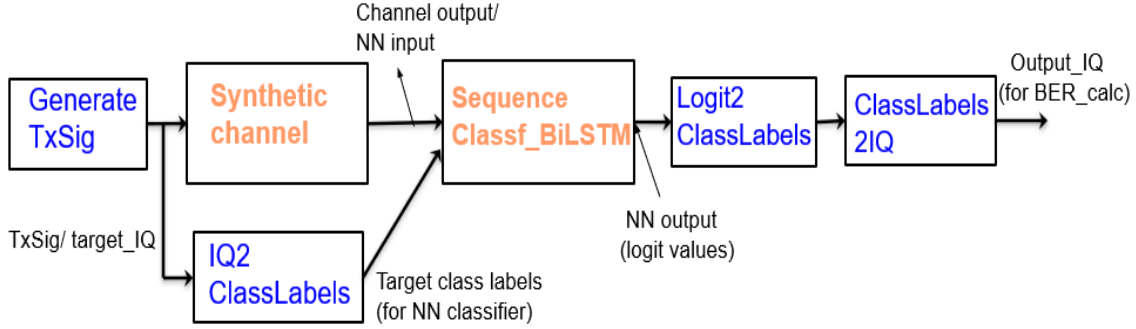 Channel output/
NN input
Output_IQ
(for BER_calc)
Generate
TxSig
Synthetic
channel
Sequence
Classf_BiLSTM
Logit2
ClassLabels
ClassLabels
2IQ
TxSig/ target_IQ
IQ2
ClassLabels
Target class labels
(for NN classifier)
NN output
(logit values)